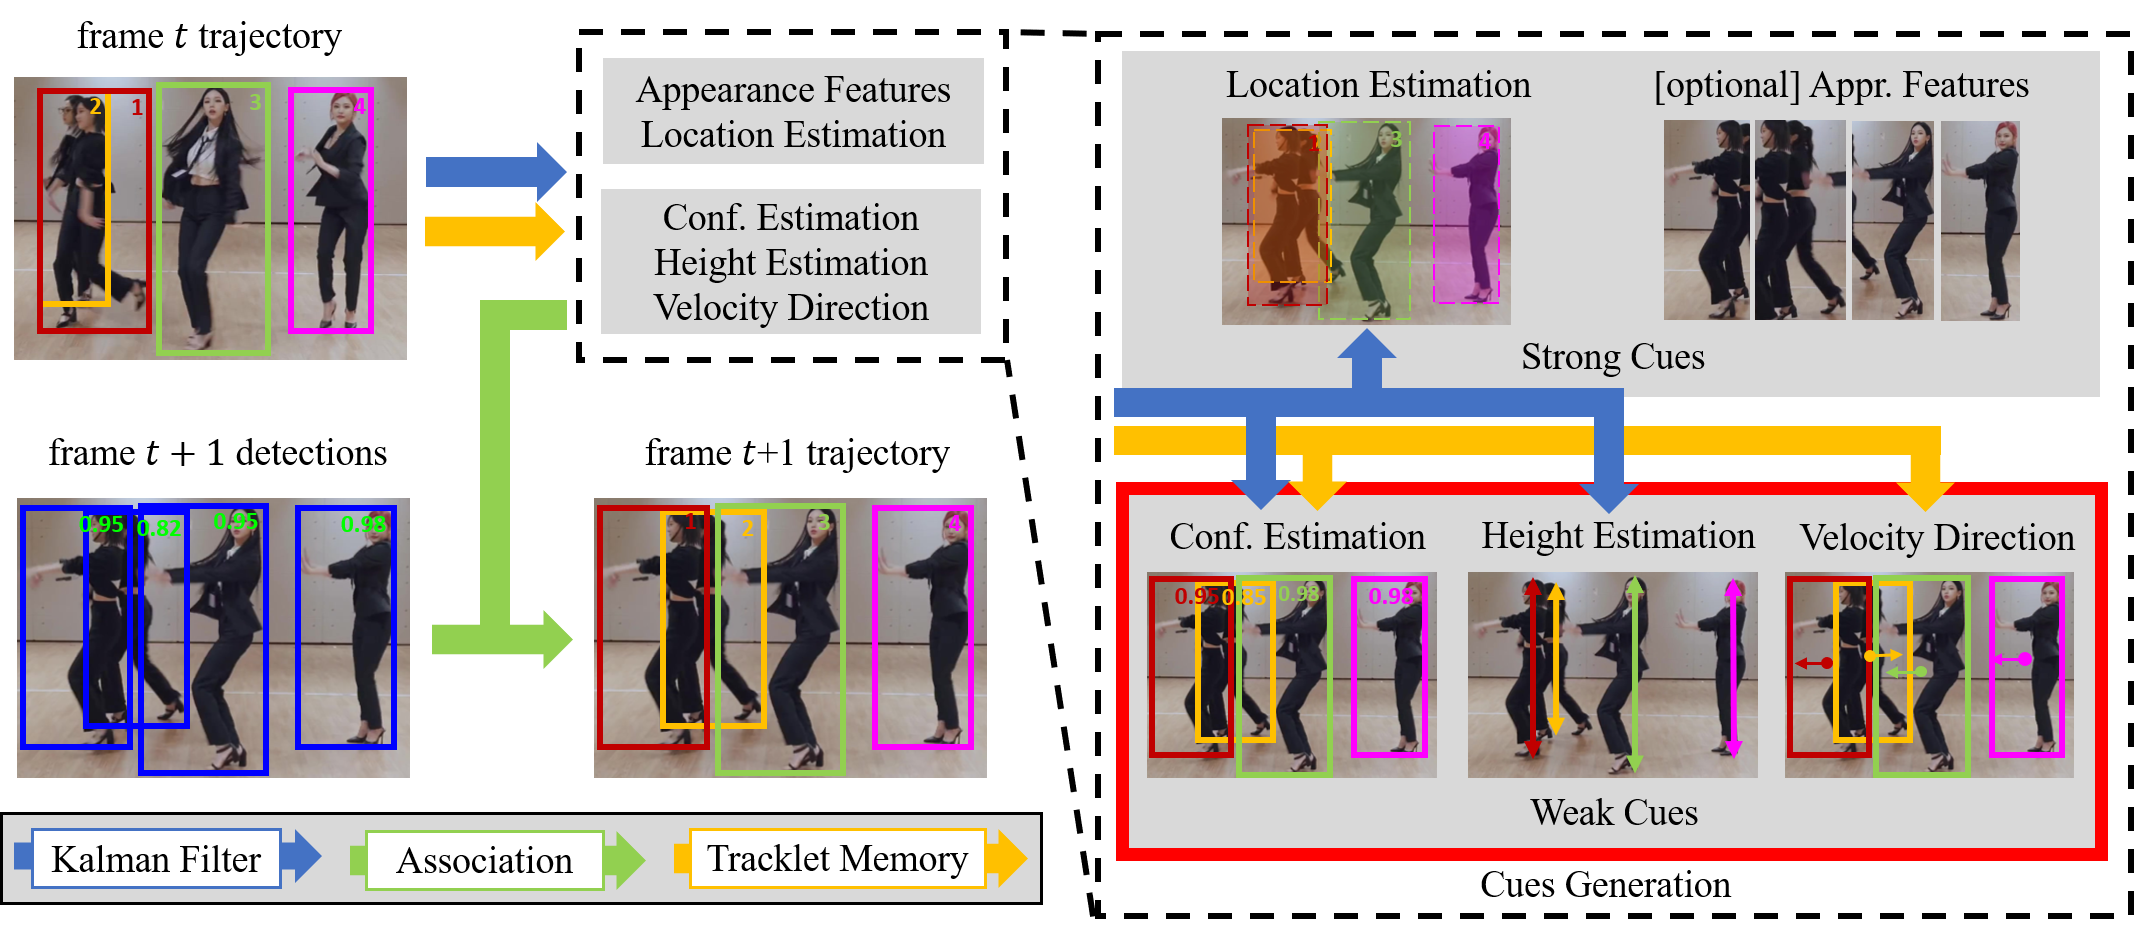 frame t trajectory
2 1 3 4
Appearance Features
Location Estimation
Conf. Estimation
Height Estimation
Velocity Direction
frame t + 1 detections
0.95 0.82 0.95 0.98
frame t+1 trajectory
1 2 3 4
Kalman Filter
Association
Tracklet Memory
Location Estimation
1 3 4
[optional] Appr. Features
Strong Cues
Conf. Estimation
0.95 0.85 0.98 0.98
Height Estimation
Velocity Direction
Weak Cues
Cues Generation